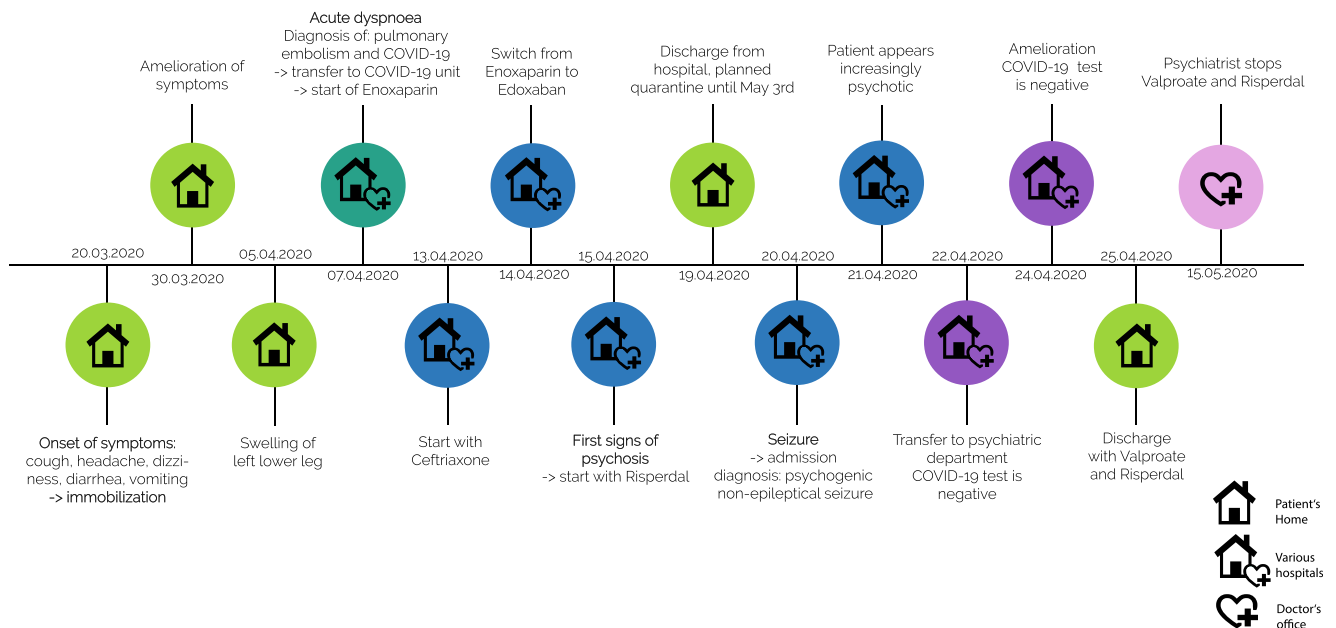 Acute dyspnoea
Diagnosis of: pulmonary
embolism and COVID-19
-> transfer to COVID-19 unit
-> start of Enoxaparin
Amelioration of
symptoms
Switch from
Enoxaparin to
Edoxaban
Discharge from
hospital, planned
quarantine until May 3rd
Patient appears
increasingly
psychotic
Amelioration
COVID-19 test
is negative
Psychiatrist stops
Valproate and Risperdal
20.03.2020
30.03.2020
05.04.2020
07.04.2020
13.04.2020
14.04.2020
15.04.2020
19.04.2020
20.04.2020
21.04.2020
22.04.2020
24.04.2020
25.04.2020
15.05.2020
Onset of symptoms:
cough, headache, dizzi-
ness, diarrhea, vomiting
-> immobilization
Swelling of
left lower leg
Start with
Ceftriaxone
First signs of
psychosis
-> start with Risperdal
Seizure
-> admission
diagnosis: psychogenic
non-epileptical seizure
Transfer to psychiatric
department
COVID-19 test is
negative
Discharge
with Valproate
and Risperdal
Patient's
Home
Various
hospitals
Doctor's
office